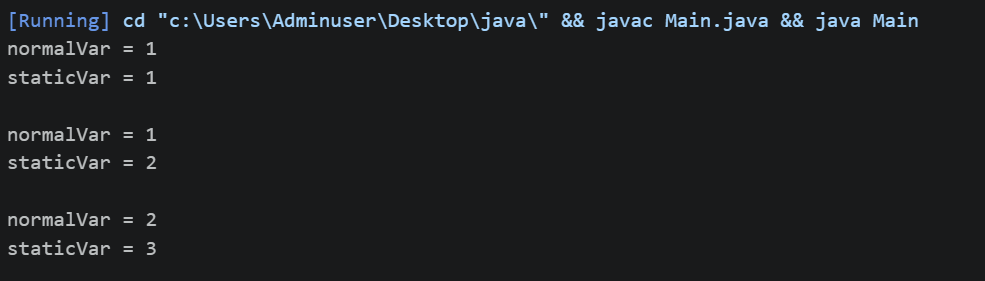 [Running] cd "c:\Users\Adminuser\Desktop\java\" && javac Main.java && java Main
normalVar = 1
staticVar = 1
normalVar = 1
staticVar = 2
normalVar = 2
staticVar = 3